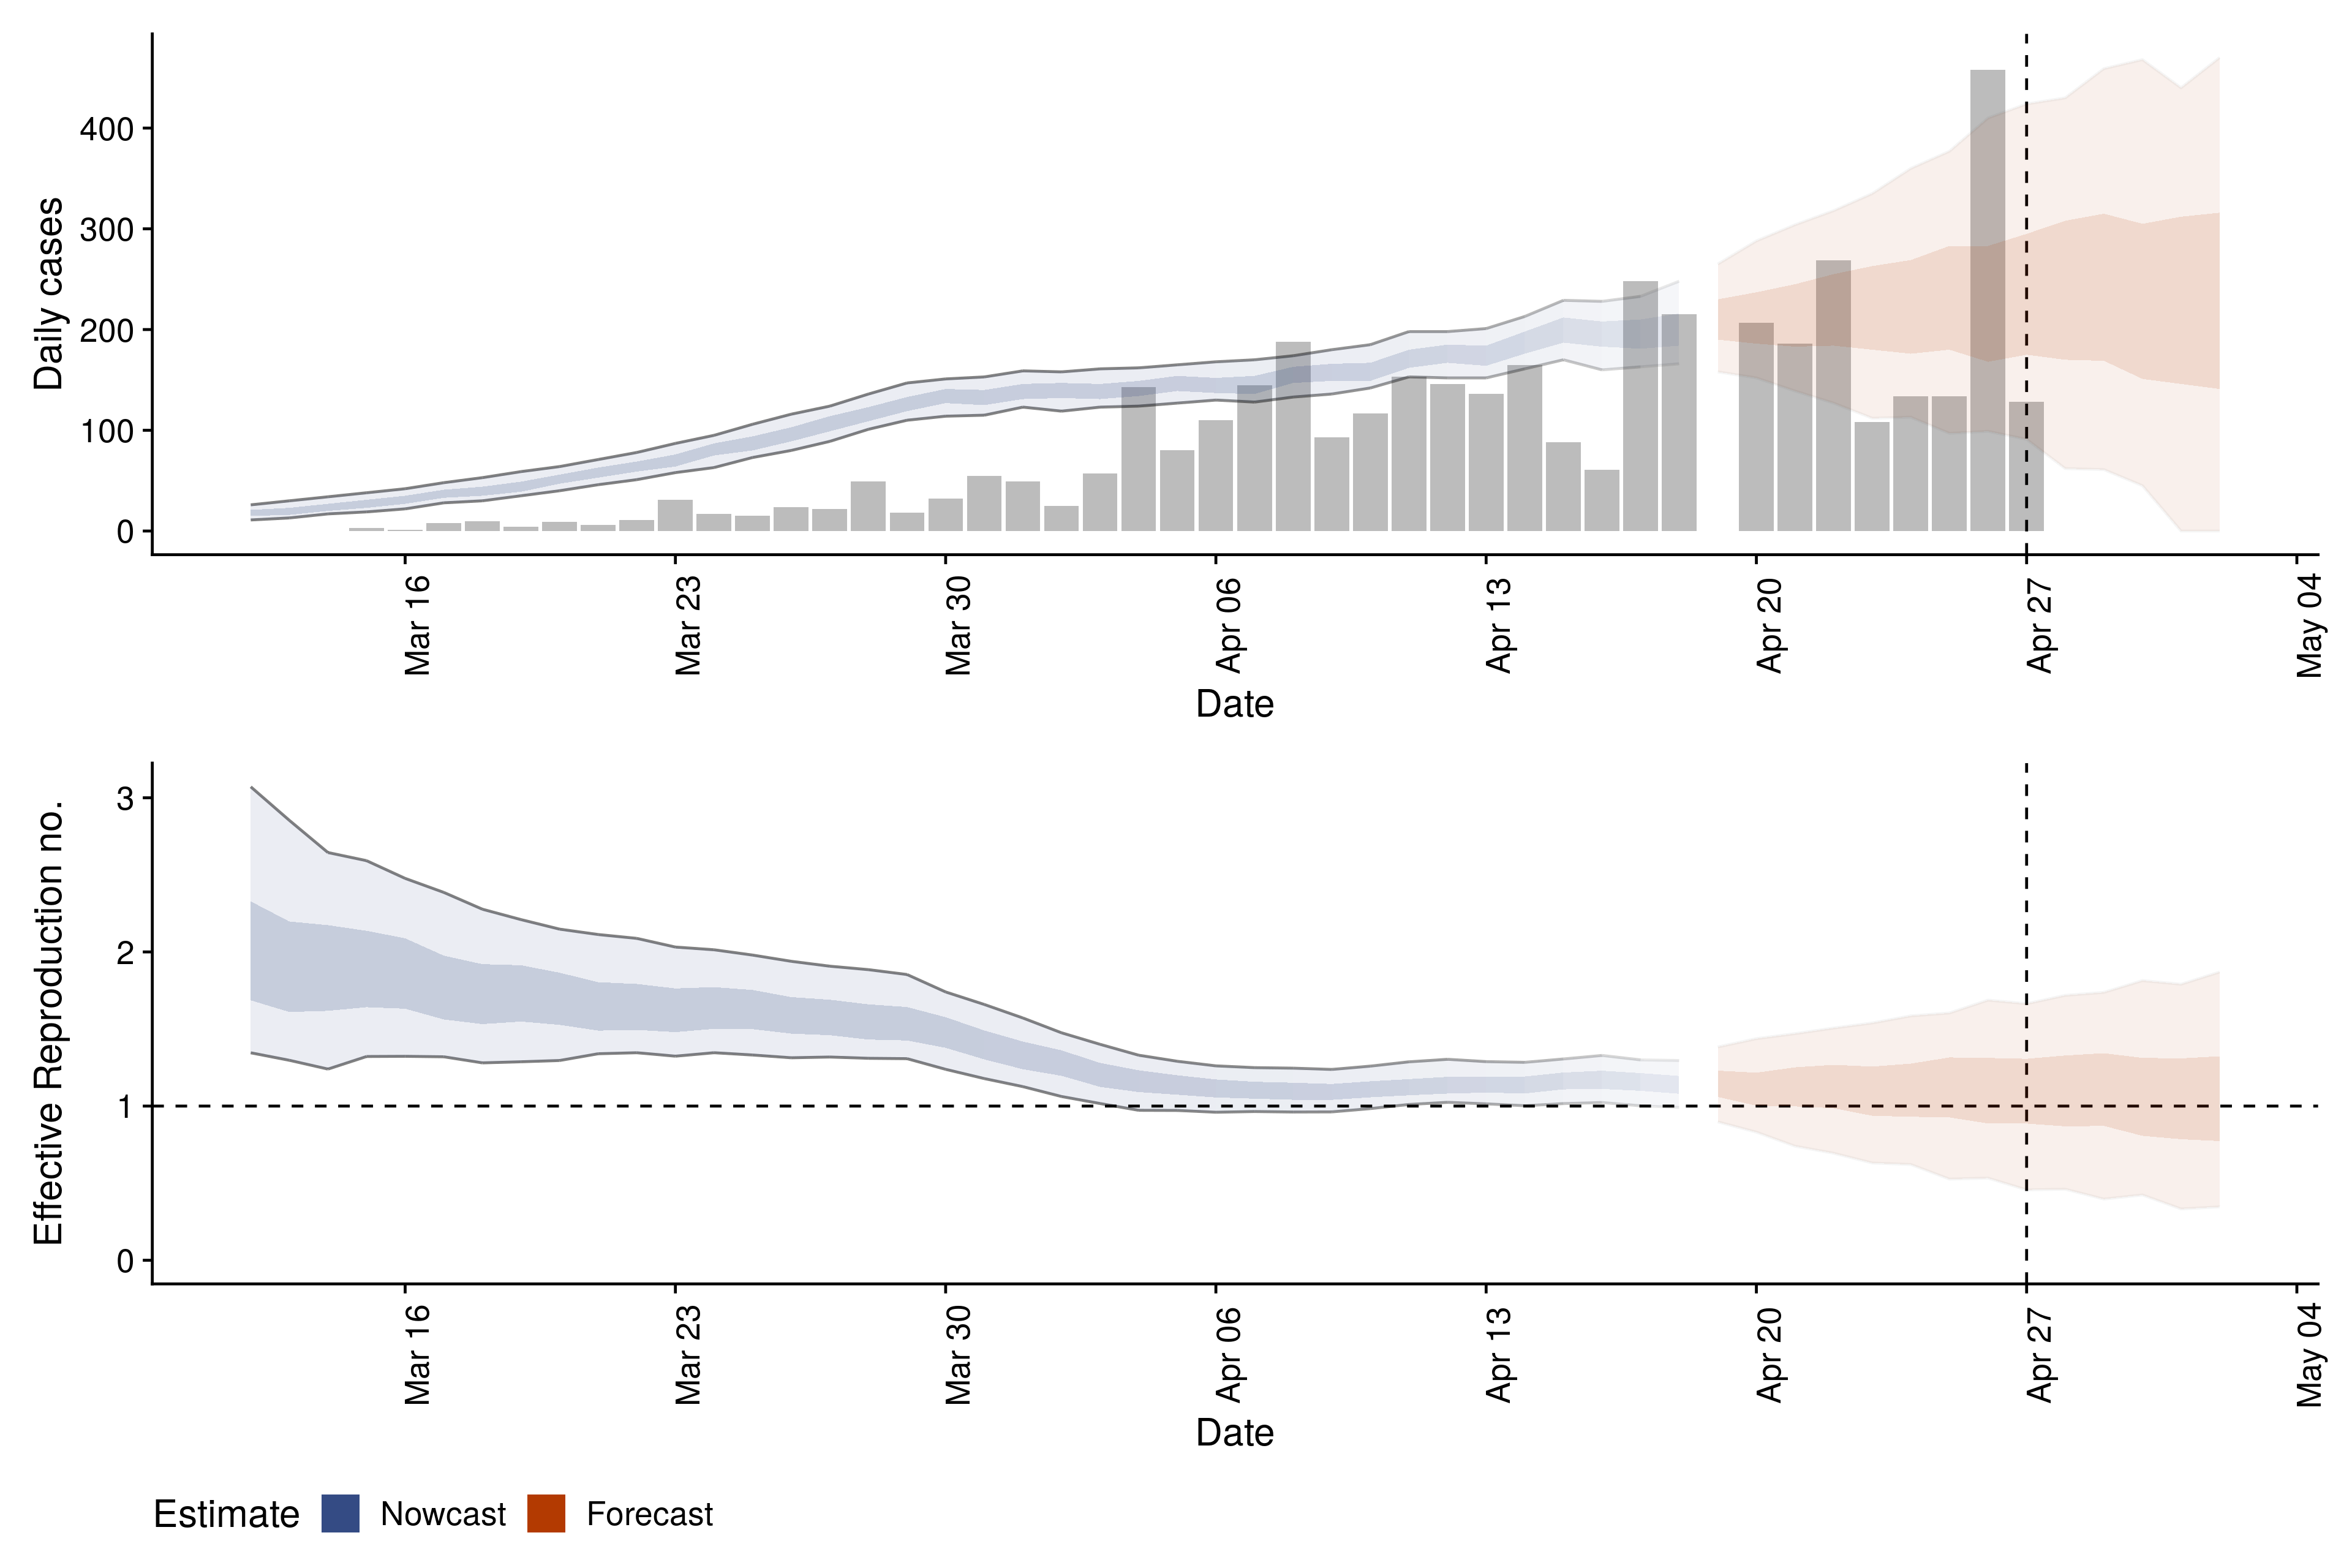 Daily cases
400
300
200
100
0
Mar 16
Mar 23
Mar 30
Apr 06
Apr 13
Apr 20
Apr 27
May 04
Date
Effective Reproduction no.
3
2
1
0
Mar 16
Mar 23
Mar 30
Apr 06
Apr 13
Apr 20
Apr 27
May 04
Date
Estimate Nowcast Forecast